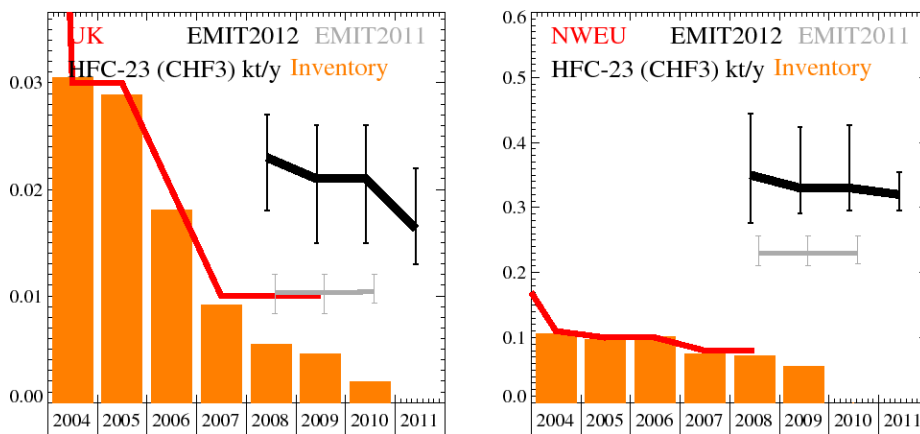 UK EMIT2012 EMIT2011
HFC-23 (CHF3) kt/y Inventory
0.03
0.02
0.01
0.00
2004 2005 2006 2007 2008 2009 2010 2011
0.6
NWEU EMIT2012 EMIT2011
HFC-23 (CHF3) kt/y Inventory
0.5
0.4
0.3
0.2
0.1
0.0
2004 2005 2006 2007 2008 2009 2010 2011